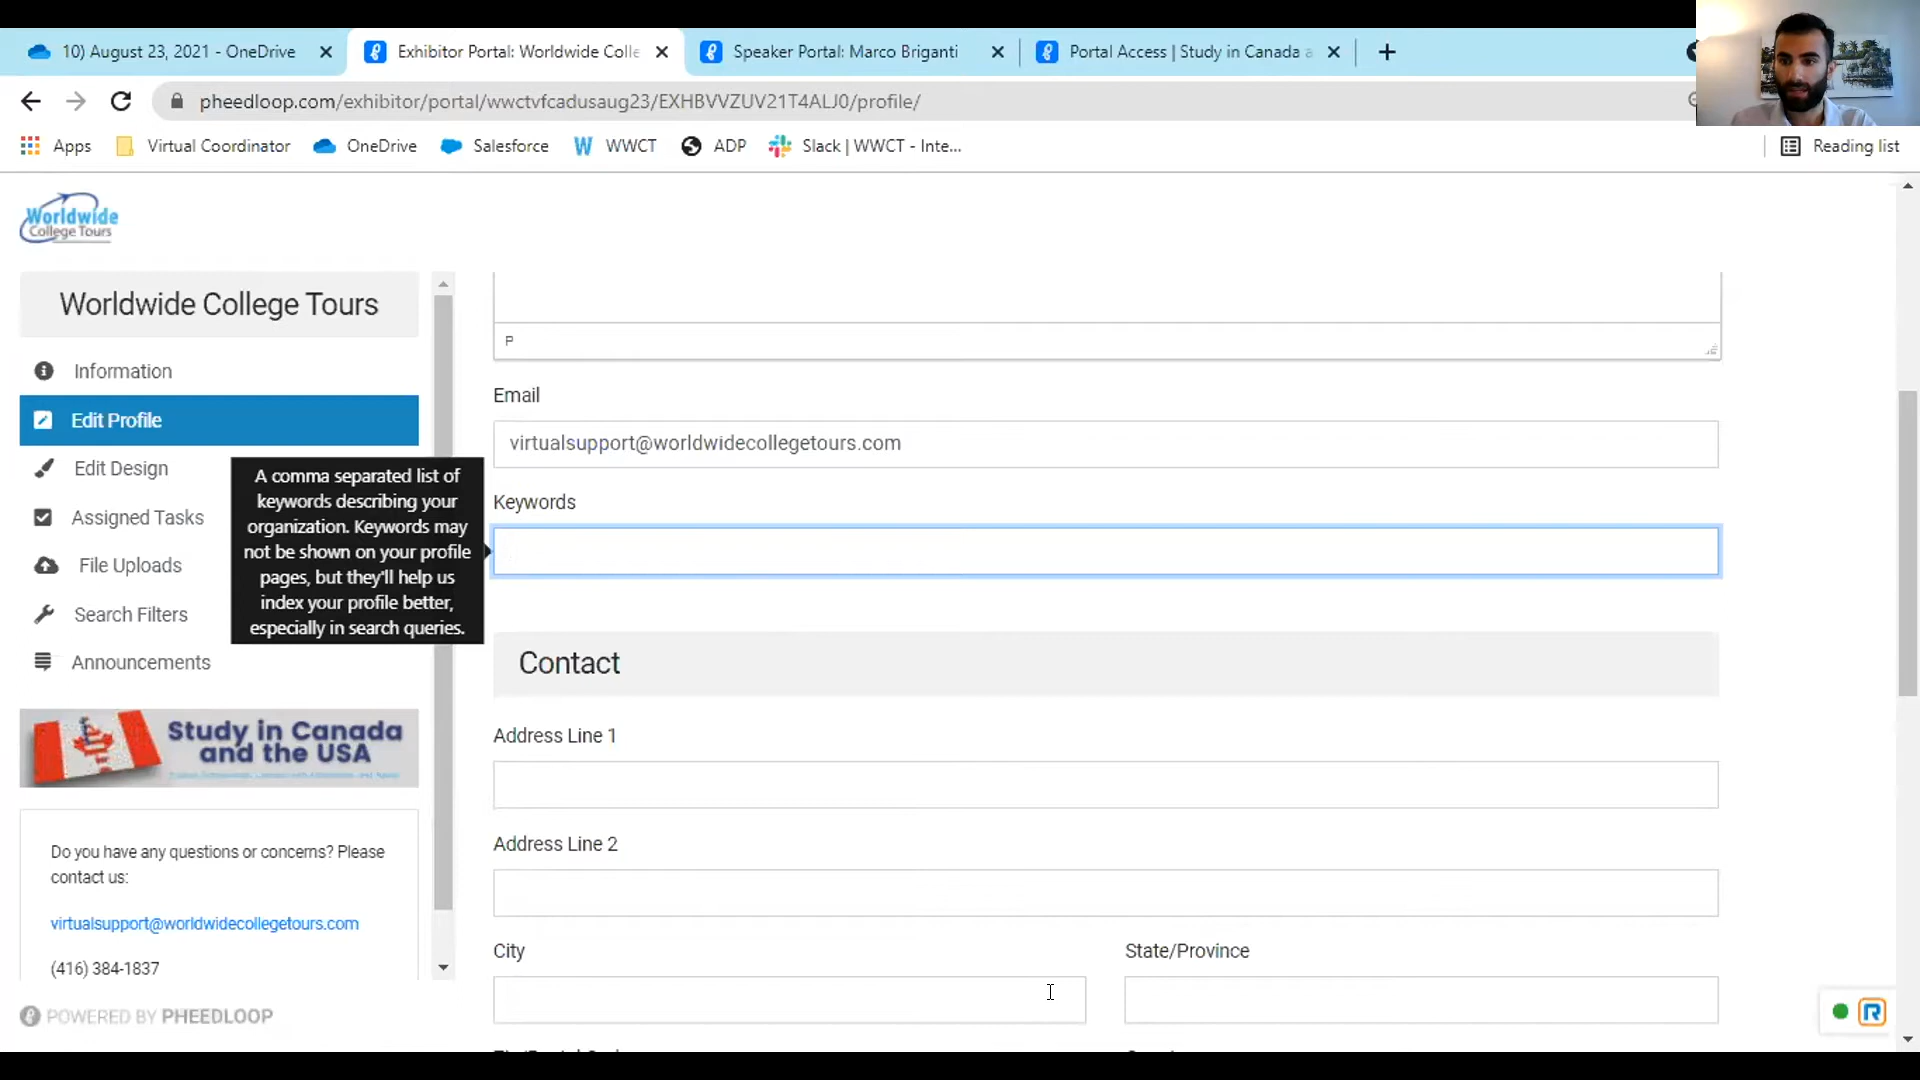 10) August 23, 2021 - OneDrive
Exhibitor Portal: Worldwide Colle
Speaker Portal: Marco Briganti
Portal Access | Study in Canada a
pheedloop.com/exhibitor/portal/wwctvfcadusaug23/EXHBVVZUV21T4ALJ0/profile/
Apps
Virtual Coordinator
OneDrive
Salesforce
WWCT
ADP
Slack | WWCT - Inte...
Reading list
Worldwide
College Tours
Worldwide College Tours
Information
Edit Profile
Edit Design
Assigned Tasks
File Uploads
Search Filters
Announcements
A comma separated list of
keywords describing your
organization. Keywords may
not be shown on your profile
pages, but they'll help us
index your profile better,
especially in search queries.
Study in Canada
and the USA
Do you have any questions or concerns? Please
contact us:
virtualsupport@worldwidecollegetours.com
(416) 384-1837
POWERED BY PHEEDLOOP
P
Email
virtualsupport@worldwidecollegetours.com
Keywords
Contact
Address Line 1
Address Line 2
City
State/Province